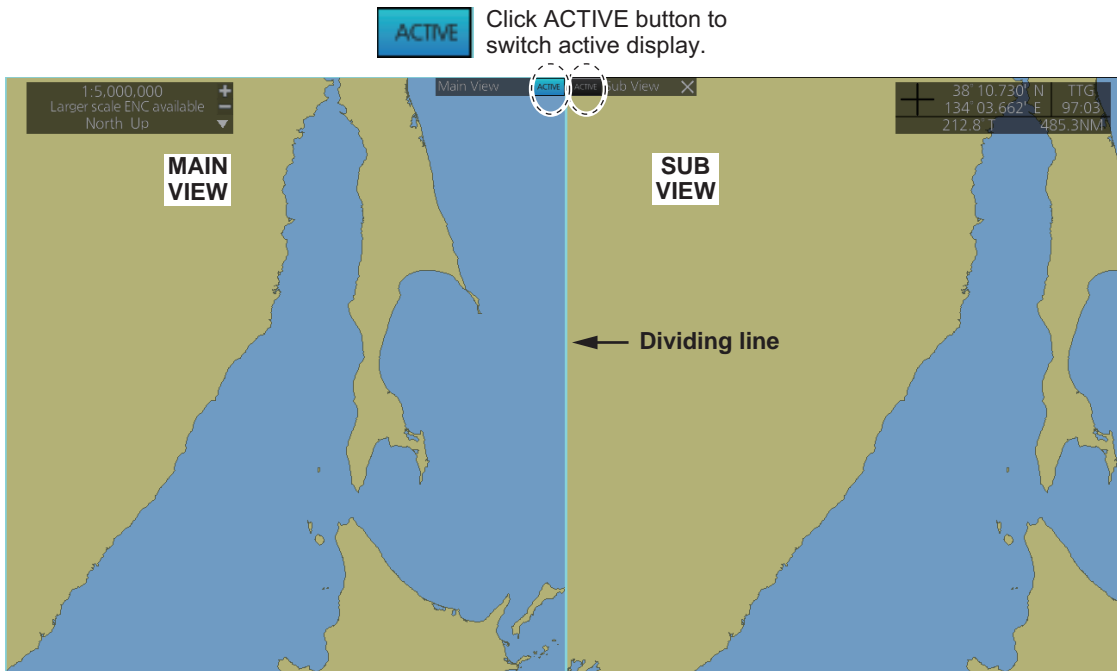 ACTIVE
Click ACTIVE button to
switch active display.
1:5,000,000 +
Larger scale ENC available −
North Up ▼
Main View ACTIVE
ACTIVE Sub View ×
38° 10.730' N TTG
134° 03.662' E 97:03
212.8°T 485.3NM
MAIN
VIEW
SUB
VIEW
Dividing line